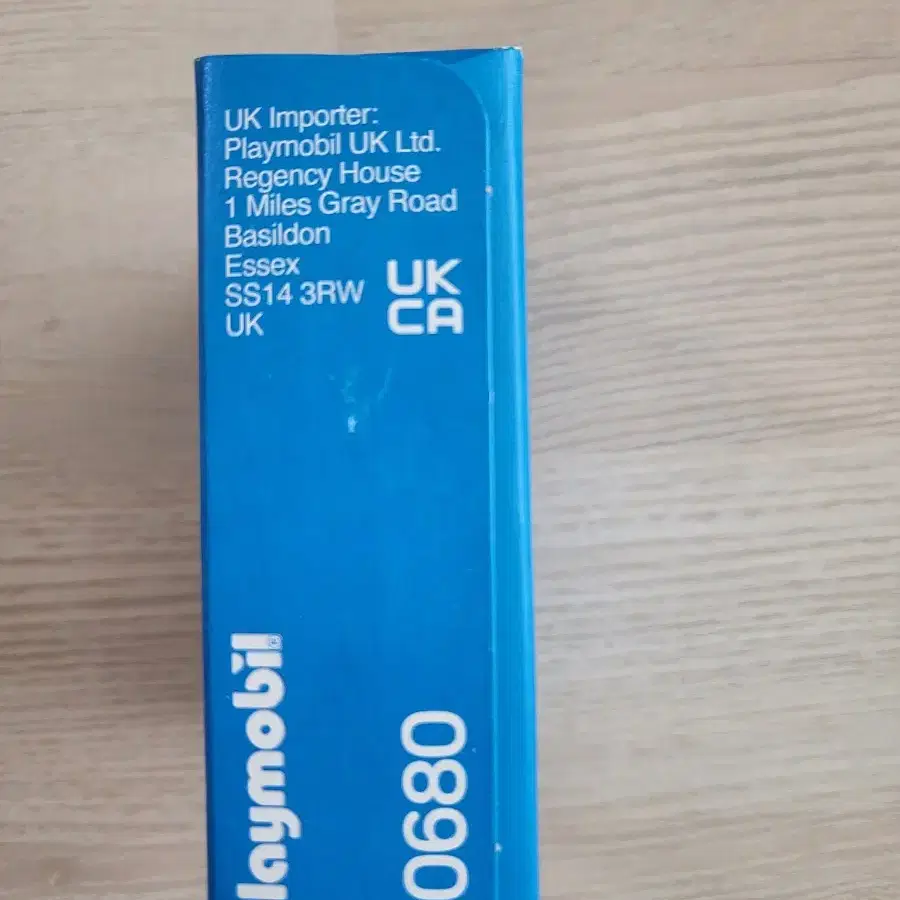 UK Importer:
Playmobil UK Ltd.
Regency House
1 Miles Gray Road
Basildon
Essex
SS14 3RW
UK
UK
CA
laymobil
0680